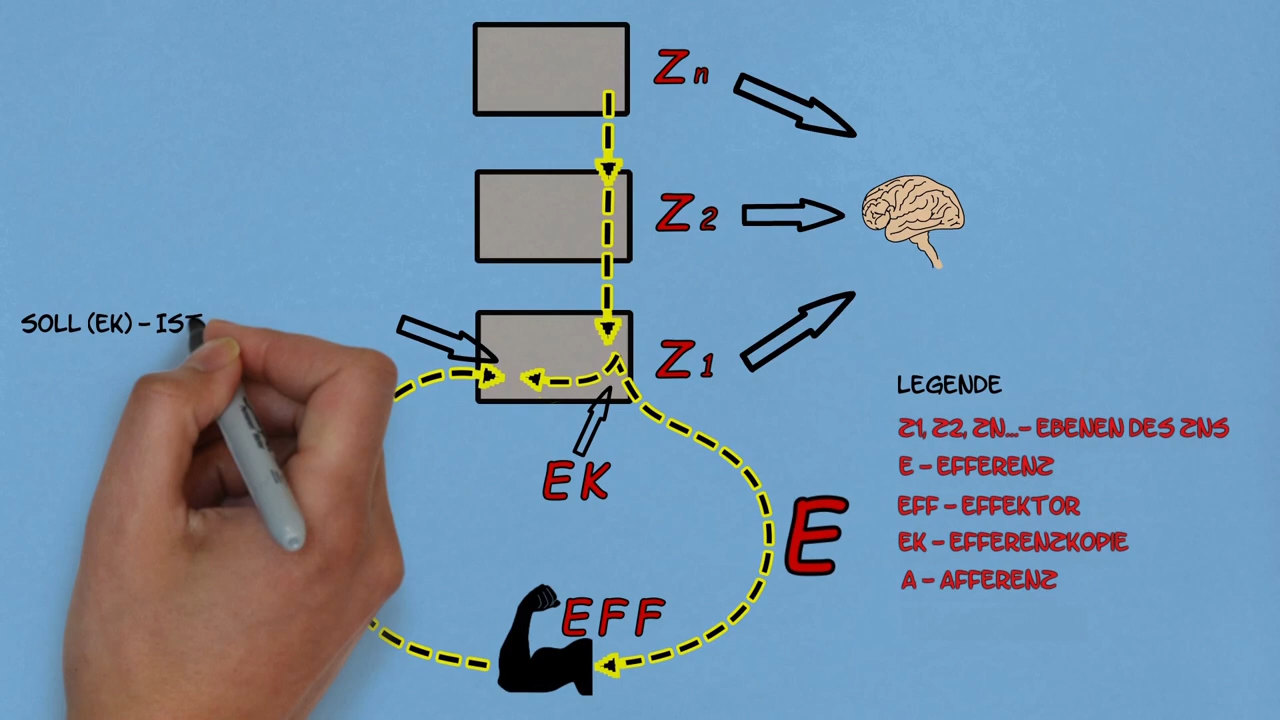 Zn
Z2
SOLL (EK) – IST
Z1
EK
E
EFF
LEGENDE
Z1, Z2, ZN...– EBENEN DES ZNS
E – EFFERENZ
EFF – EFFEKTOR
EK – EFFERENZKOPIE
A – AFFERENZ